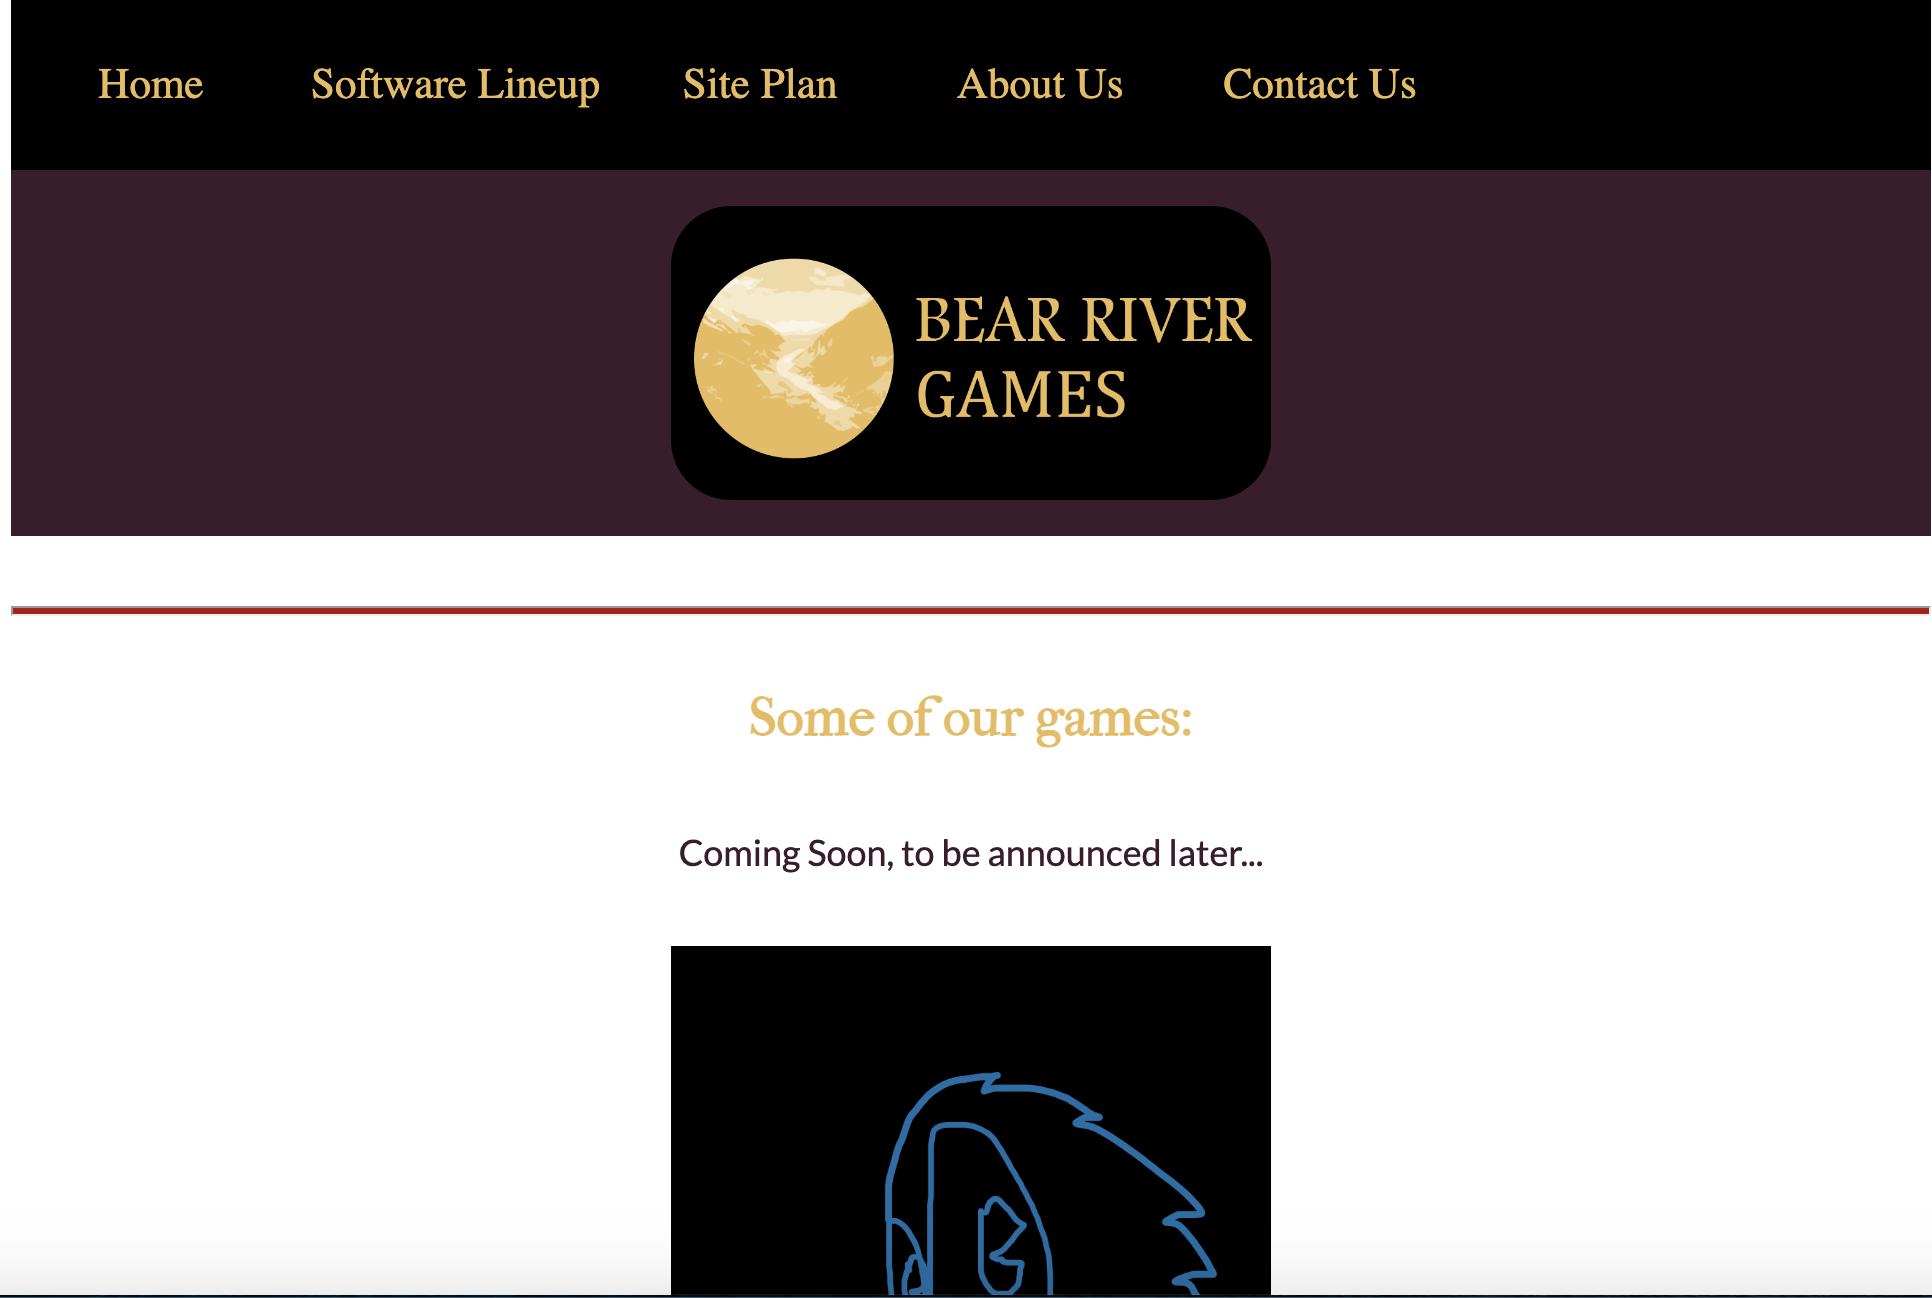 Home Software Lineup Site Plan About Us Contact Us
BEAR RIVER
GAMES
Some of our games:
Coming Soon, to be announced later...